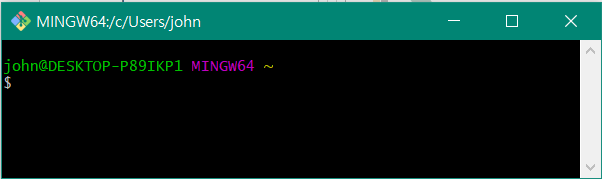 MINGW64:/c/Users/john
john@DESKTOP-P89IKP1 MINGW64 ~
$